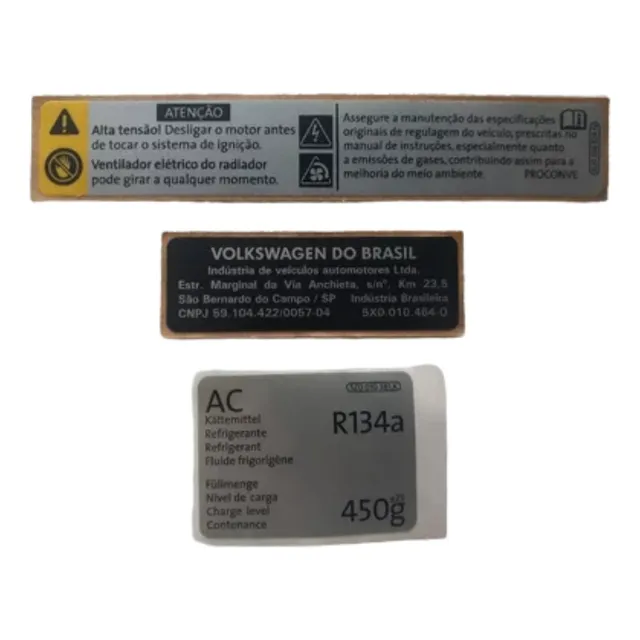 ATENÇÃO
Alta tensão! Desligar o motor antes
de tocar o sistema de ignição.
Ventilador elétrico do radiador
pode girar a qualquer momento.
Assegure a manutenção das especificações
originais de regulagem do veículo, prescritas no
manual de instruções, especialmente quanto
a emissões de gases, contribuindo assim para a
melhoria do meio ambiente. PROCONVE
VOLKSWAGEN DO BRASIL
Indústria de veículos automotores Ltda.
Estr. Marginal da Via Anchieta, s/nº, Km 23,5
São Bernardo do Campo / SP Indústria Brasileira
CNPJ 59.104.422/0057-04 5X0.010.464-D
AC
Kältemittel
Refrigerante
Refrigerant
Fluide frigorigène
R134a
Füllmenge
Nível de carga
Charge level
Contenance
450g